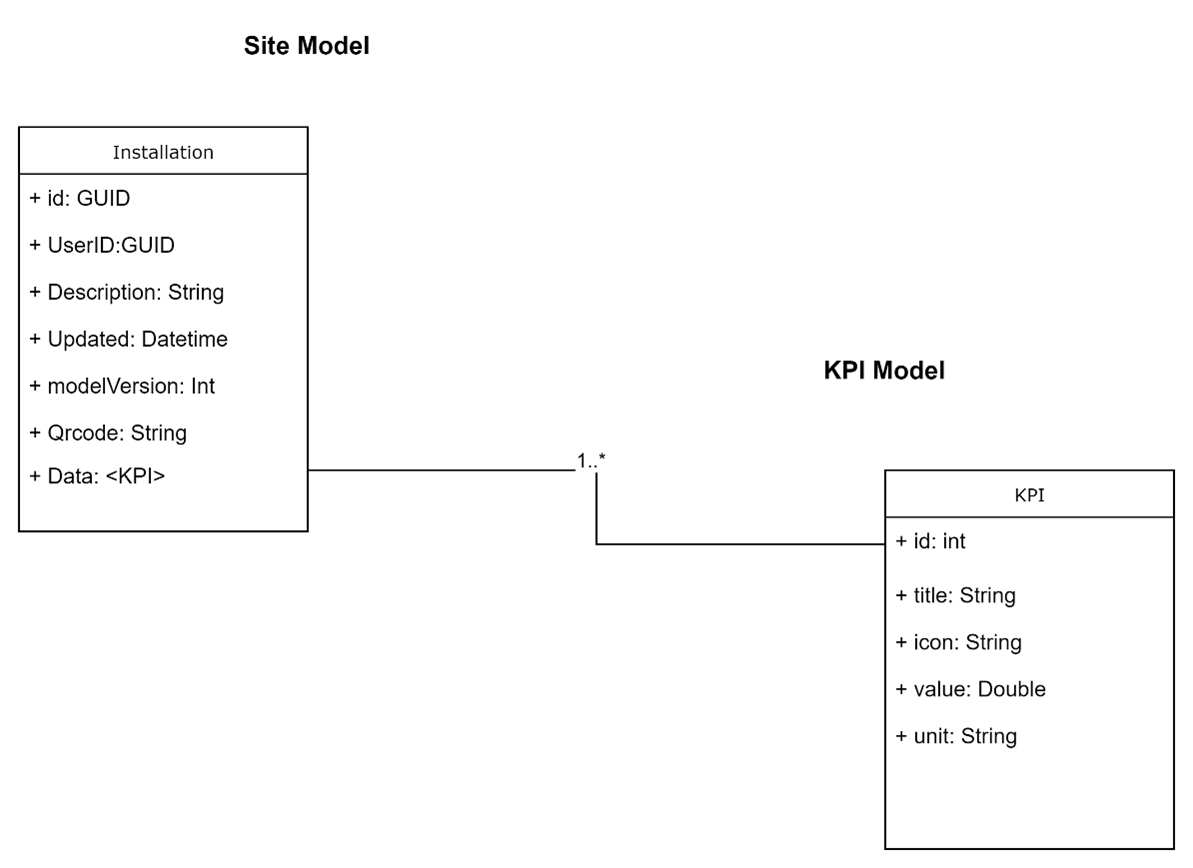 Site Model
Installation
+ id: GUID
+ UserID:GUID
+ Description: String
+ Updated: Datetime
+ modelVersion: Int
+ Qrcode: String
+ Data: <KPI>
1..*
KPI Model
KPI
+ id: int
+ title: String
+ icon: String
+ value: Double
+ unit: String